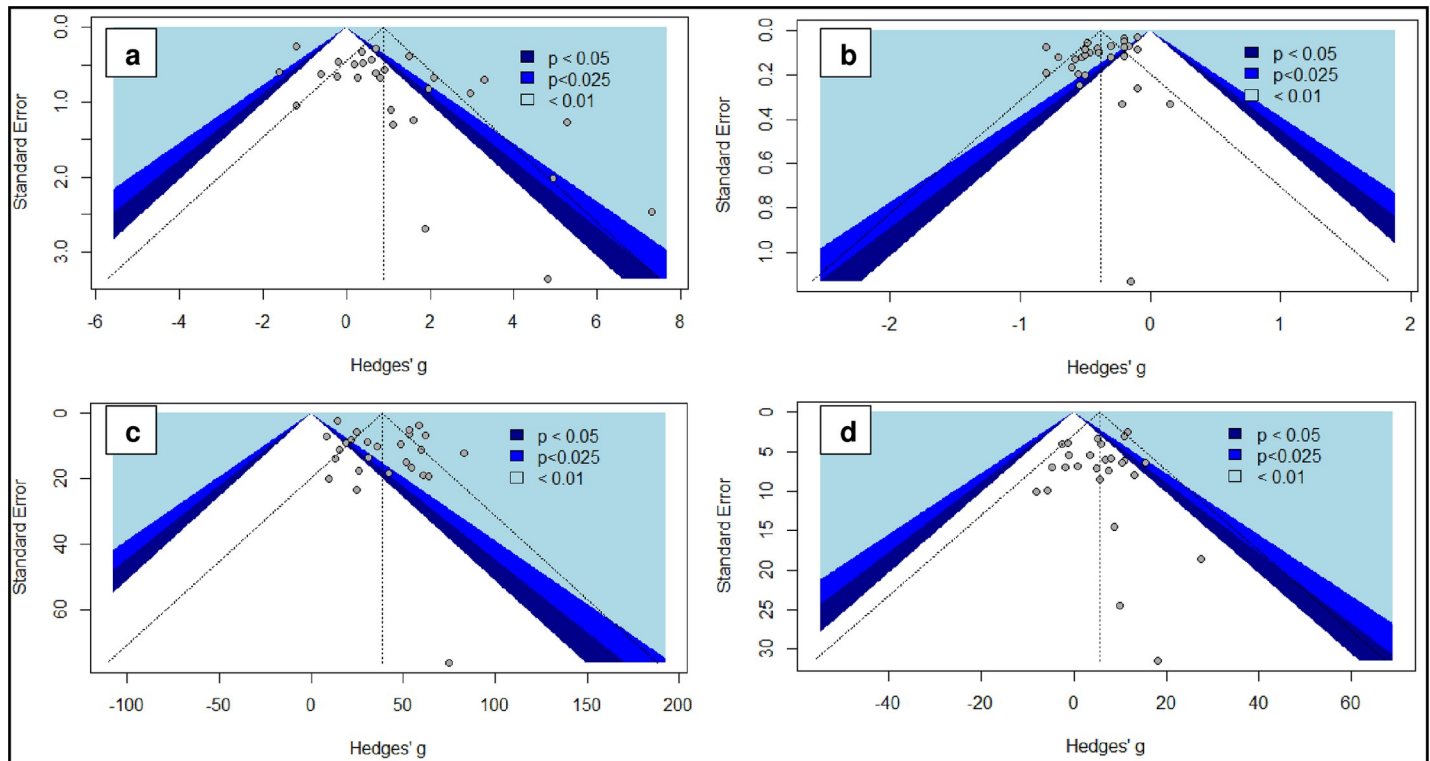 a
p < 0.05
p<0.025
< 0.01
0.0
1.0
2.0
3.0
Standard Error
-6
-4
-2
0
2
4
6
8
Hedges' g
b
p < 0.05
p<0.025
< 0.01
0.0
0.2
0.4
0.6
0.8
1.0
Standard Error
-2
-1
0
1
2
Hedges' g
c
p < 0.05
p<0.025
< 0.01
0
20
40
60
Standard Error
-100
-50
0
50
100
150
200
Hedges' g
d
p < 0.05
p<0.025
< 0.01
0
5
10
15
20
25
30
Standard Error
-40
-20
0
20
40
60
Hedges' g